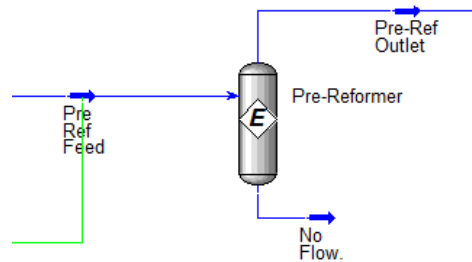 Pre-Ref
Outlet
Pre-Reformer
E
Pre
Ref
Feed
No
Flow.